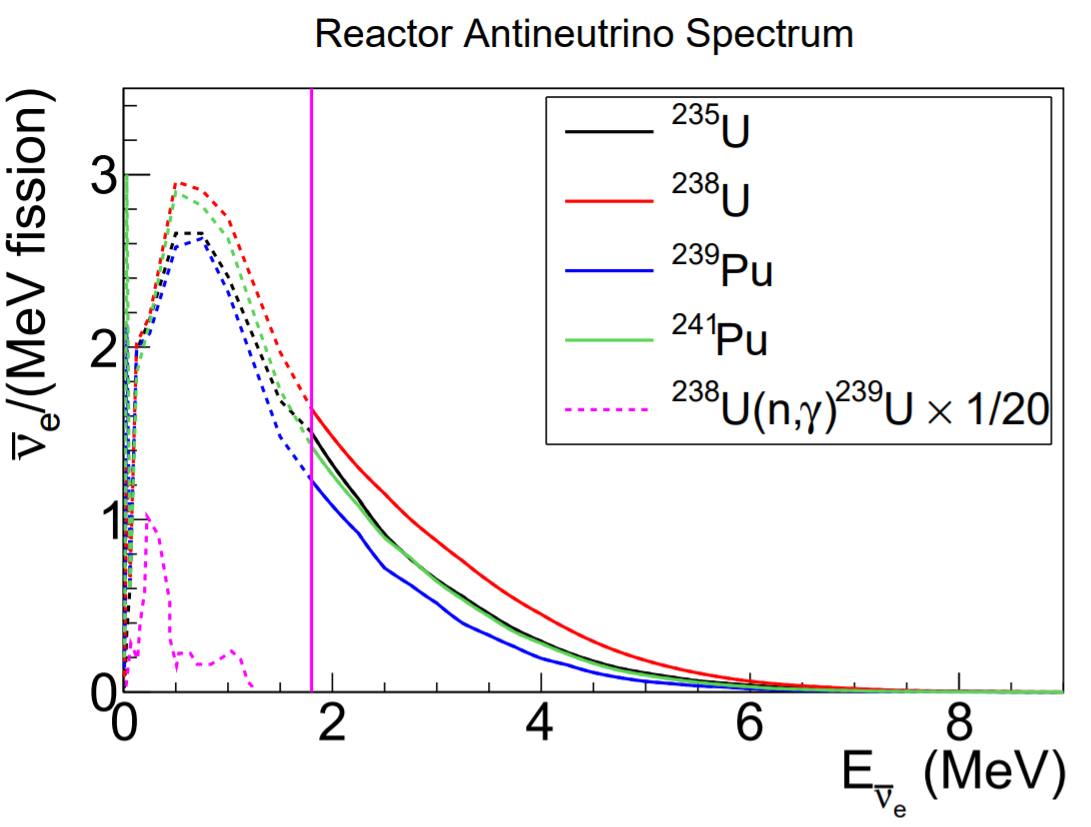 Reactor Antineutrino Spectrum
ν̅ₑ/(MeV fission)
3
2
1
0
²³⁵U
²³⁸U
²³⁹Pu
²⁴¹Pu
²³⁸U(n,γ)²³⁹U × 1/20
0 2 4 6 8
E_ν̅ₑ (MeV)